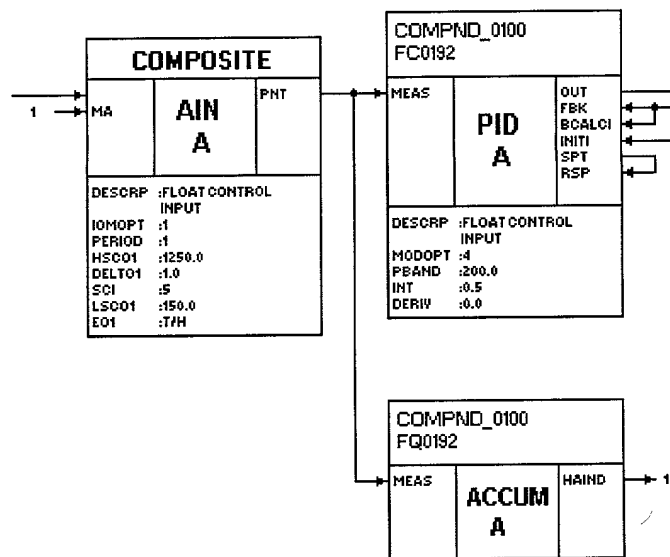 COMPOSITE
1
MA
AIN
A
PNT
DESCRP :FLOAT CONTROL
INPUT
IOMOPT :1
PERIOD :1
HSCO1 :1250.0
DELTO1 :1.0
SCI :5
LSCO1 :150.0
EO1 :T/H
COMPND_0100
FC0192
MEAS
PID
A
OUT
FBK
BCALCI
INITI
SPT
RSP
DESCRP :FLOAT CONTROL
INPUT
MODOPT :4
PBAND :200.0
INT :0.5
DERIV :0.0
COMPND_0100
FQ0192
MEAS
ACCUM
A
HAIND
1